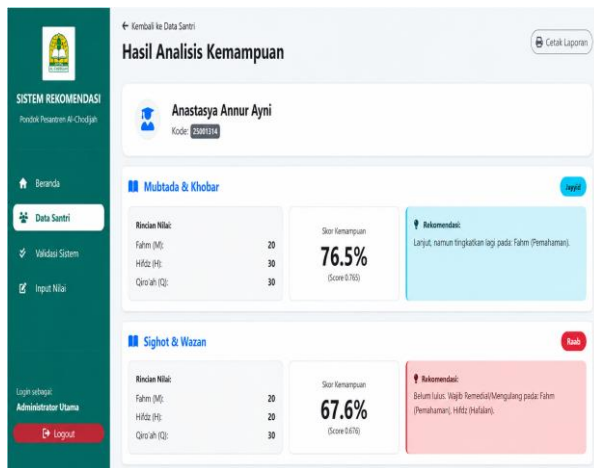 ← Kembali ke Data Santri
Hasil Analisis Kemampuan
Cetak Laporan
SISTEM REKOMENDASI
Pondok Pesantren Al-Chodijah
Beranda
Data Santri
Validasi Sistem
Input Nilai
Login sebagai:
Administrator Utama
Logout
Anastasya Annur Ayni
Kode: 25001314
Mubtada & Khobar
Jayyid
Rincian Nilai:
Fahm (M): 20
Hifdz (H): 30
Qiro'ah (Q): 30
Skor Kemampuan
76.5%
(Score 0.765)
Rekomendasi:
Lanjut, namun tingkatkan lagi pada: Fahm (Pemahaman).
Sighot & Wazan
Raab
Rincian Nilai:
Fahm (M): 20
Hifdz (H): 20
Qiro'ah (Q): 30
Skor Kemampuan
67.6%
(Score 0.676)
Rekomendasi:
Belum lulus. Wajib Remedial/Mengulang pada: Fahm
(Pemahaman), Hifdz (Hafalan).